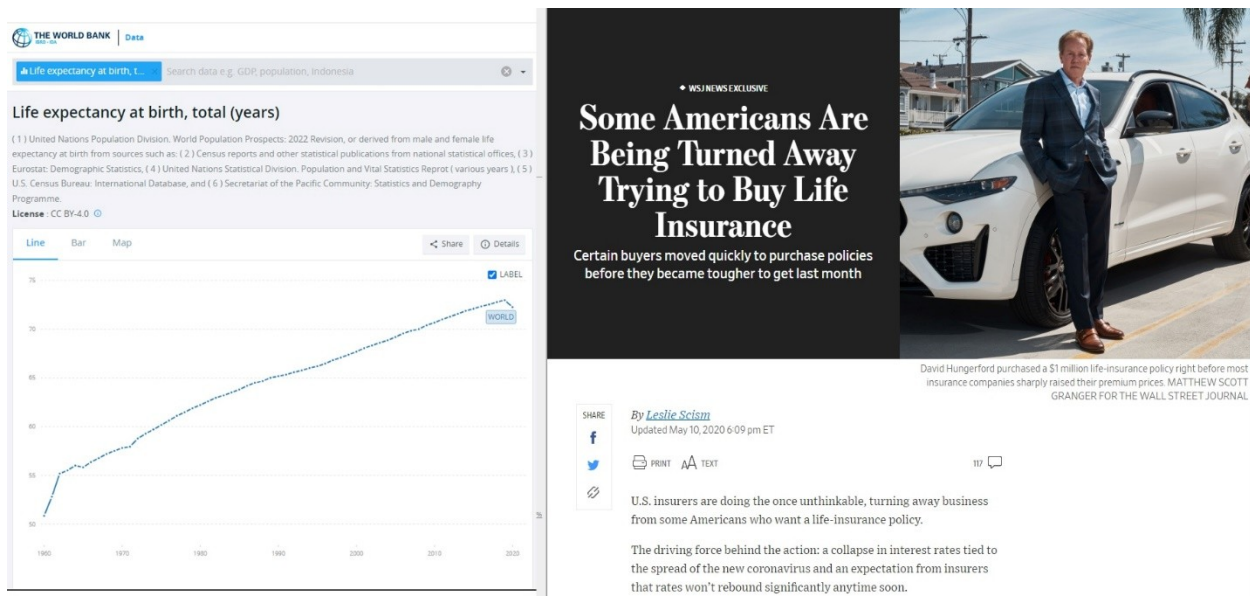 THE WORLD BANK
IBRD • IDA
Data
Life expectancy at birth, t...
Search data e.g. GDP, population, Indonesia
Life expectancy at birth, total (years)
( 1 ) United Nations Population Division. World Population Prospects: 2022 Revision, or derived from male and female life
expectancy at birth from sources such as: ( 2 ) Census reports and other statistical publications from national statistical offices, ( 3 )
Eurostat: Demographic Statistics, ( 4 ) United Nations Statistical Division. Population and Vital Statistics Reprot ( various years ), ( 5 )
U.S. Census Bureau: International Database, and ( 6 ) Secretariat of the Pacific Community: Statistics and Demography
Programme.
License : CC BY-4.0
Line Bar Map
Share Details
LABEL
75
WORLD
70
65
60
55
50
1960 1970 1980 1990 2000 2010 2020
WSJ NEWS EXCLUSIVE
Some Americans Are
Being Turned Away
Trying to Buy Life
Insurance
Certain buyers moved quickly to purchase policies
before they became tougher to get last month
David Hungerford purchased a $1 million life-insurance policy right before most
insurance companies sharply raised their premium prices. MATTHEW SCOTT
GRANGER FOR THE WALL STREET JOURNAL
SHARE
By Leslie Scism
Updated May 10, 2020 6:09 pm ET
PRINT AA TEXT
117
U.S. insurers are doing the once unthinkable, turning away business
from some Americans who want a life-insurance policy.
The driving force behind the action: a collapse in interest rates tied to
the spread of the new coronavirus and an expectation from insurers
that rates won't rebound significantly anytime soon.